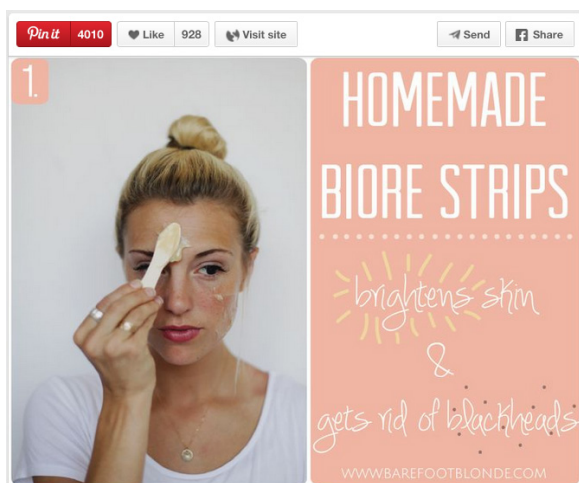 Pin it 4010 Like 928 Visit site Send Share
1.
HOMEMADE
BIORE STRIPS
brightens skin
&
gets rid of blackheads
WWW.BAREFOOTBLONDE.COM